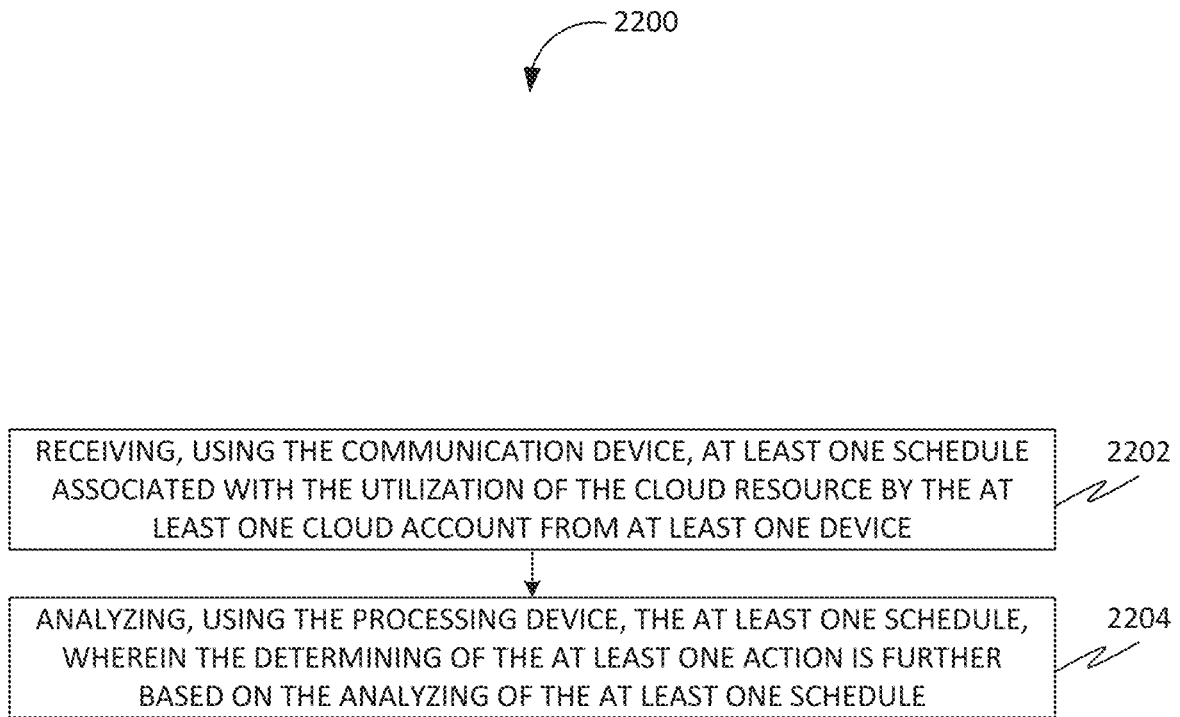 2200
RECEIVING, USING THE COMMUNICATION DEVICE, AT LEAST ONE SCHEDULE
ASSOCIATED WITH THE UTILIZATION OF THE CLOUD RESOURCE BY THE AT
LEAST ONE CLOUD ACCOUNT FROM AT LEAST ONE DEVICE
2202
ANALYZING, USING THE PROCESSING DEVICE, THE AT LEAST ONE SCHEDULE,
WHEREIN THE DETERMINING OF THE AT LEAST ONE ACTION IS FURTHER
BASED ON THE ANALYZING OF THE AT LEAST ONE SCHEDULE
2204